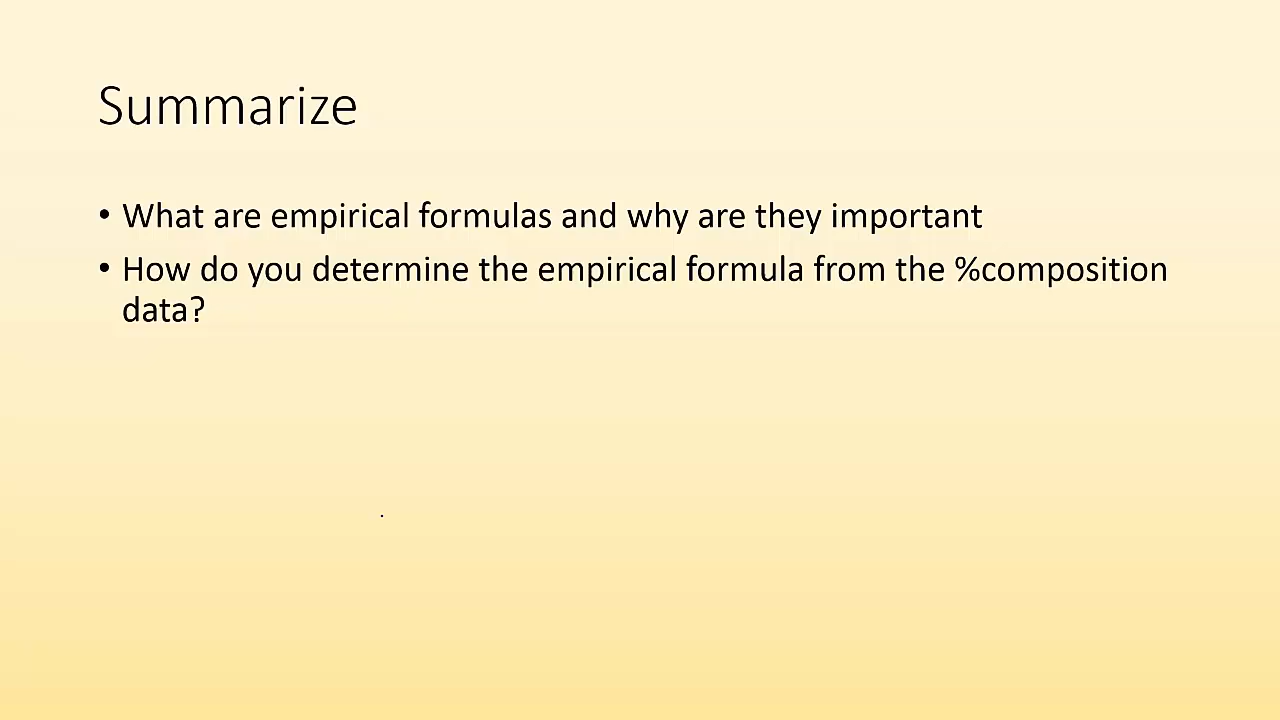 Summarize
• What are empirical formulas and why are they important
• How do you determine the empirical formula from the %composition
data?